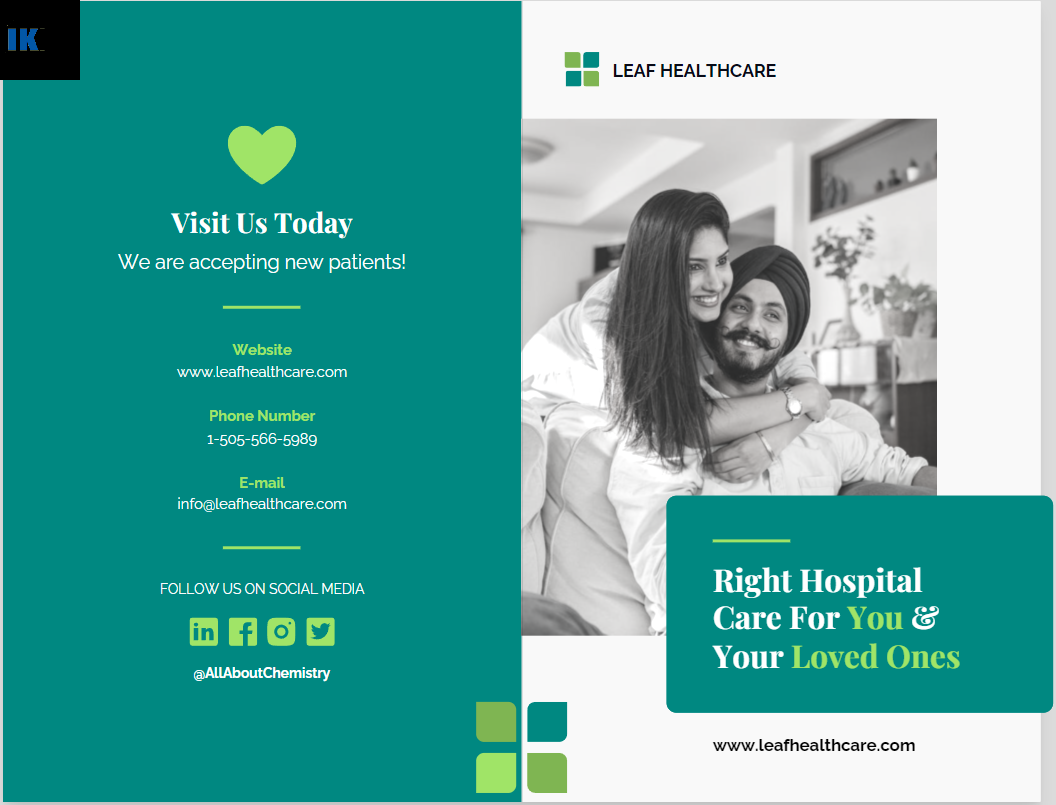 IK
Visit Us Today
We are accepting new patients!
Website
www.leafhealthcare.com
Phone Number
1-505-566-5989
E-mail
info@leafhealthcare.com
FOLLOW US ON SOCIAL MEDIA
@AllAboutChemistry
LEAF HEALTHCARE
Right Hospital
Care For You &
Your Loved Ones
www.leafhealthcare.com